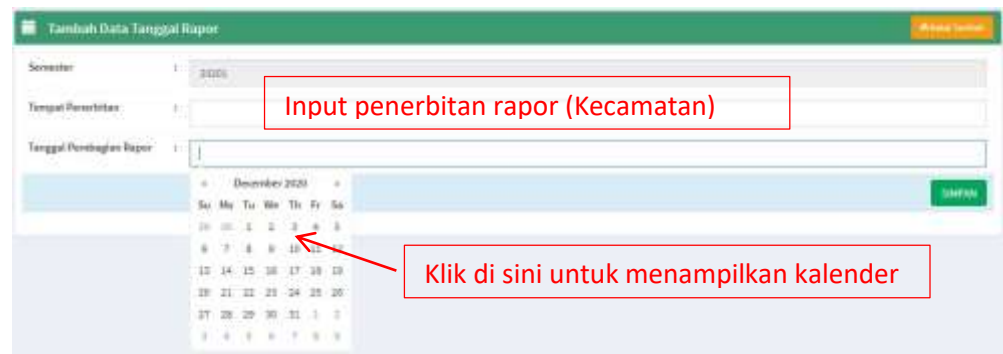 Tambah Data Tanggal Rapor
Semester :
Tempat Penerbitan :
Input penerbitan rapor (Kecamatan)
Tanggal Pembagian Rapor :
« December 2020 »
SIMPAN
Su Mo Tu We Th Fr Sa
29 30 1 2 3 4 5
6 7 8 9 10 11 12
Klik di sini untuk menampilkan kalender
13 14 15 16 17 18 19
20 21 22 23 24 25 26
27 28 29 30 31 1 2
3 4 5 6 7 8 9